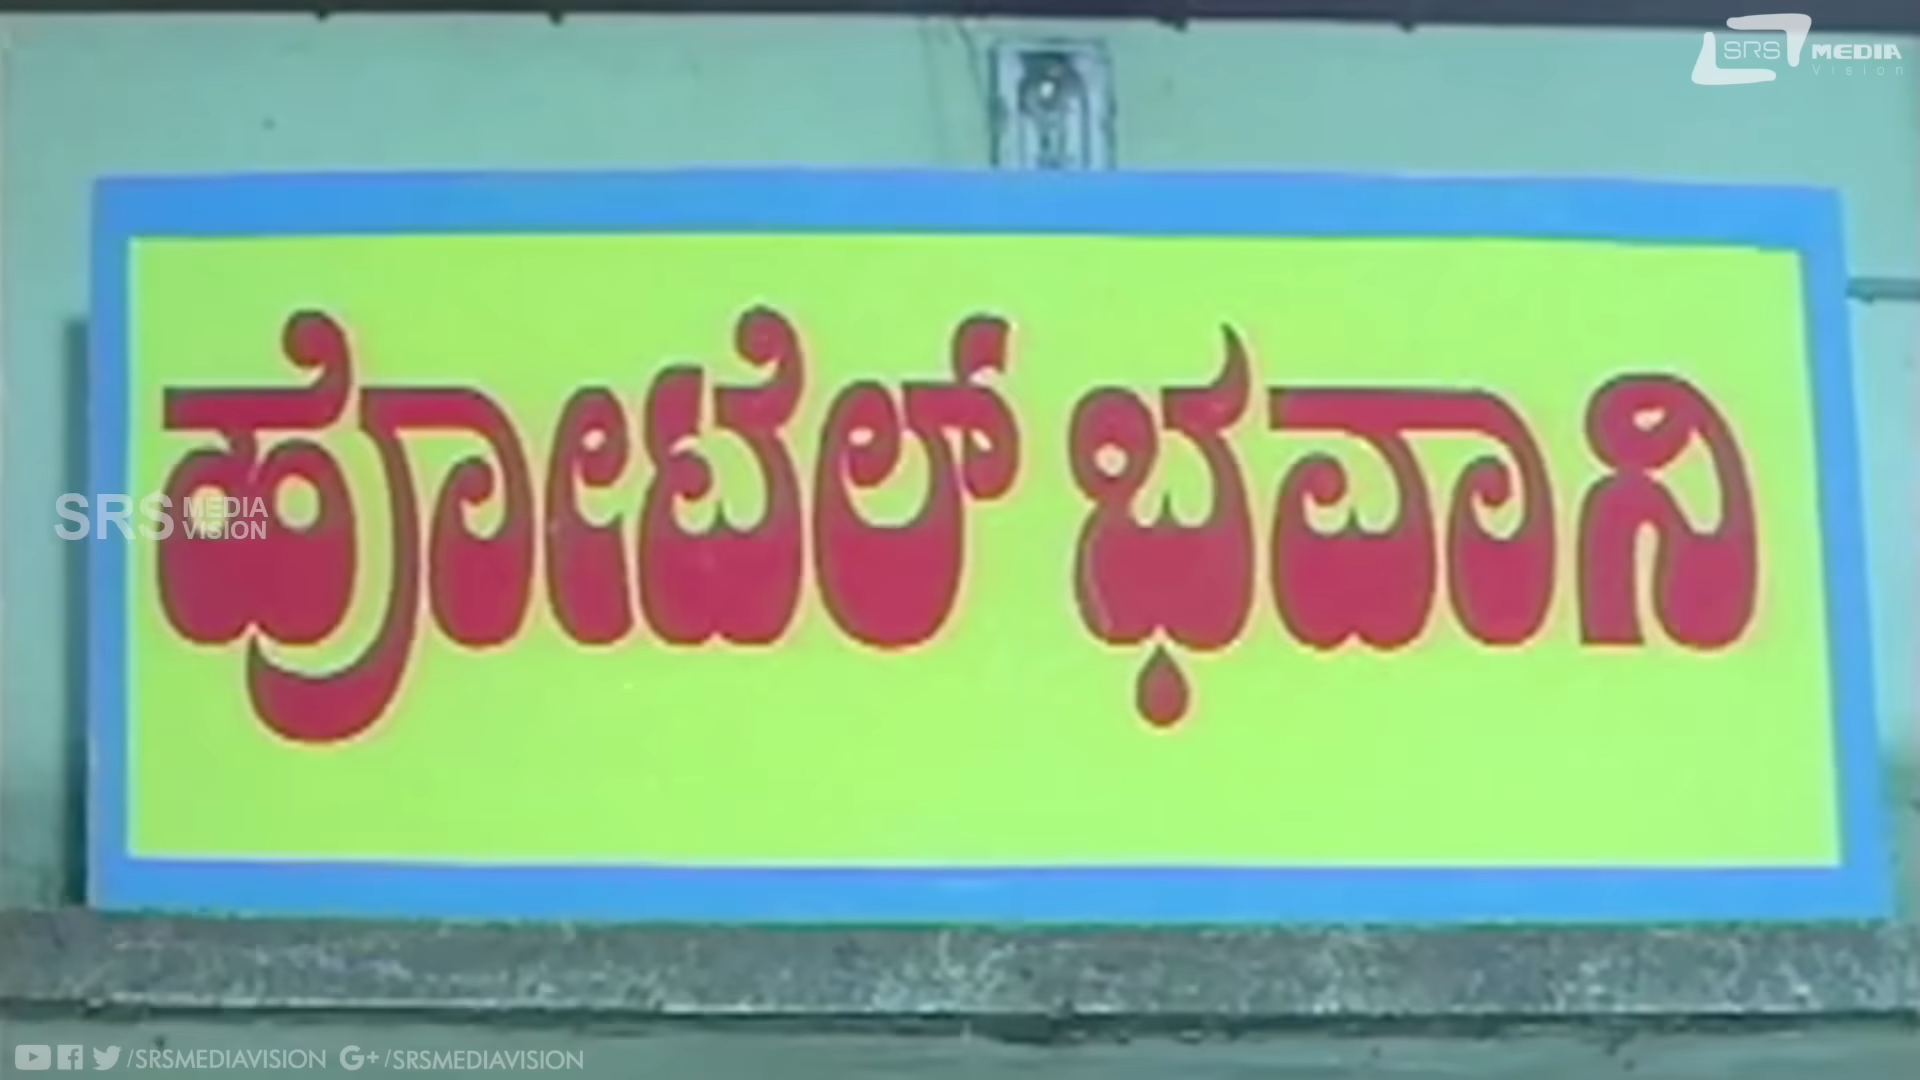 SRS MEDIA
Vision
ಹೋಟೆಲ್ ಭವಾನಿ
SRS MEDIA
VISION
/SRSMEDIAVISION G+/SRSMEDIAVISION